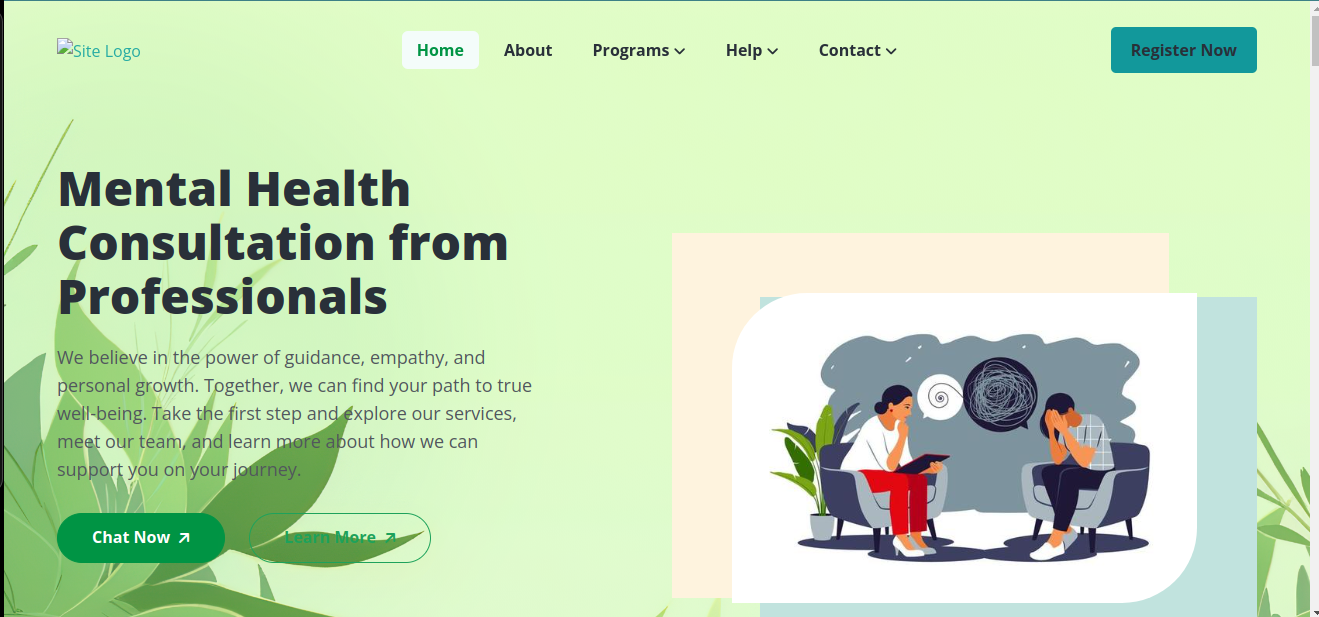 Site Logo
Home About Programs Help Contact
Register Now
Mental Health
Consultation from
Professionals
We believe in the power of guidance, empathy, and
personal growth. Together, we can find your path to true
well-being. Take the first step and explore our services,
meet our team, and learn more about how we can
support you on your journey.
Chat Now Learn More